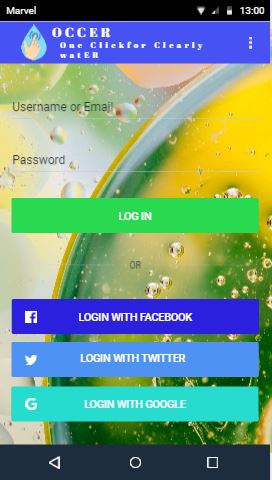 Marvel 13:00
OCCER
One Clickfor Clearly
watER
Username or Email
Password
LOG IN
OR
LOGIN WITH FACEBOOK
LOGIN WITH TWITTER
LOGIN WITH GOOGLE